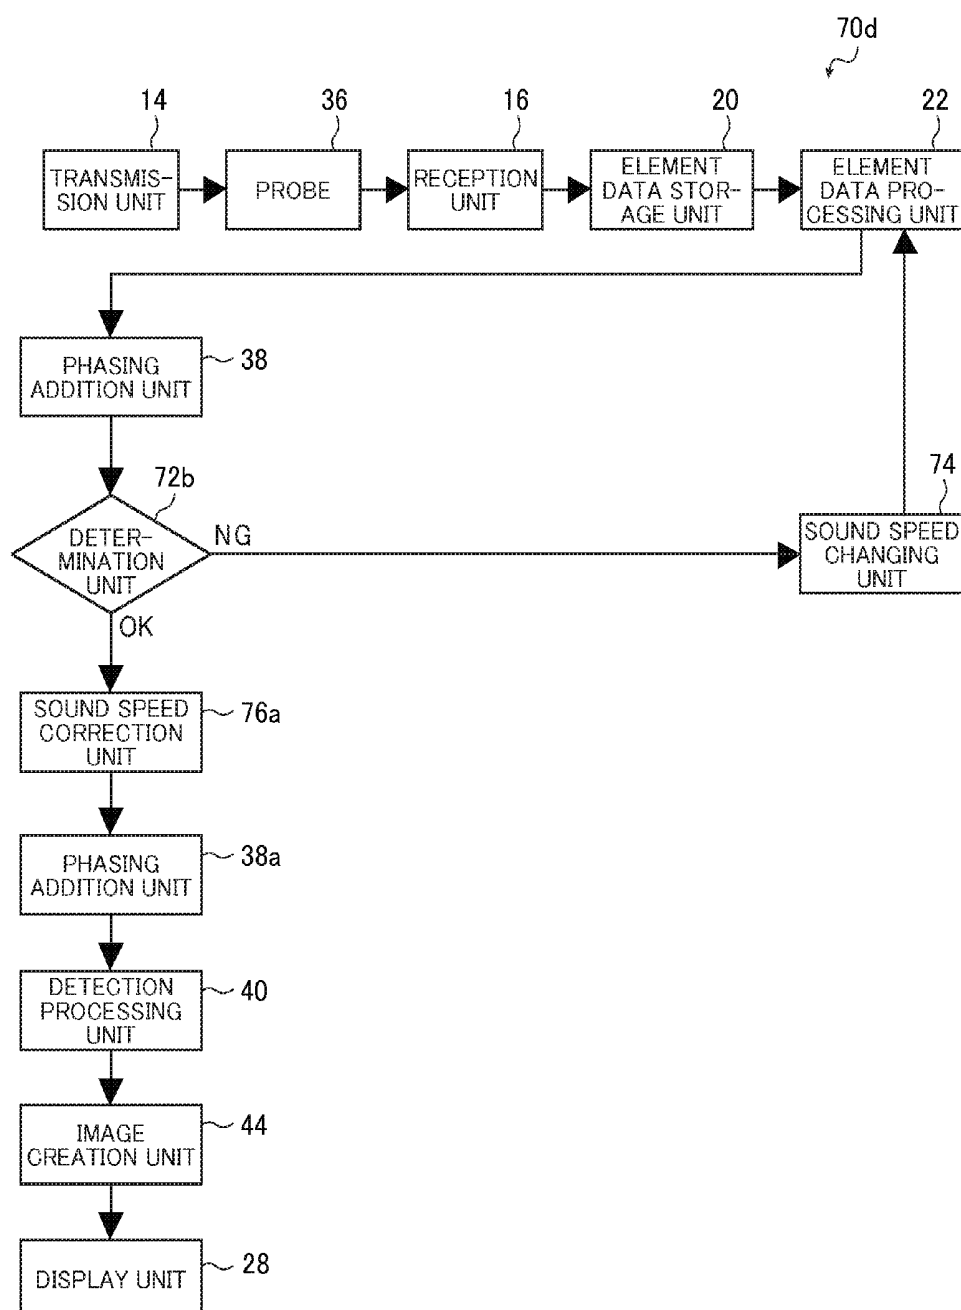 70d
14
36
16
20
22
TRANSMIS-
SION UNIT
PROBE
RECEPTION
UNIT
ELEMENT
DATA STOR-
AGE UNIT
ELEMENT
DATA PRO-
CESSING UNIT
PHASING
ADDITION UNIT
38
72b
DETER-
MINATION
UNIT
NG
OK
74
SOUND SPEED
CHANGING
UNIT
SOUND SPEED
CORRECTION
UNIT
76a
PHASING
ADDITION UNIT
38a
DETECTION
PROCESSING
UNIT
40
IMAGE
CREATION UNIT
44
DISPLAY UNIT
28